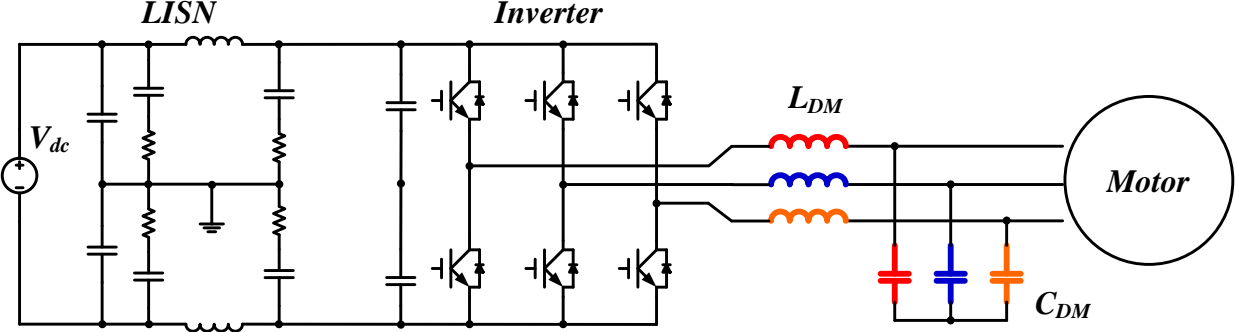 LISN
Inverter
V_dc
+
-
L_DM
Motor
C_DM